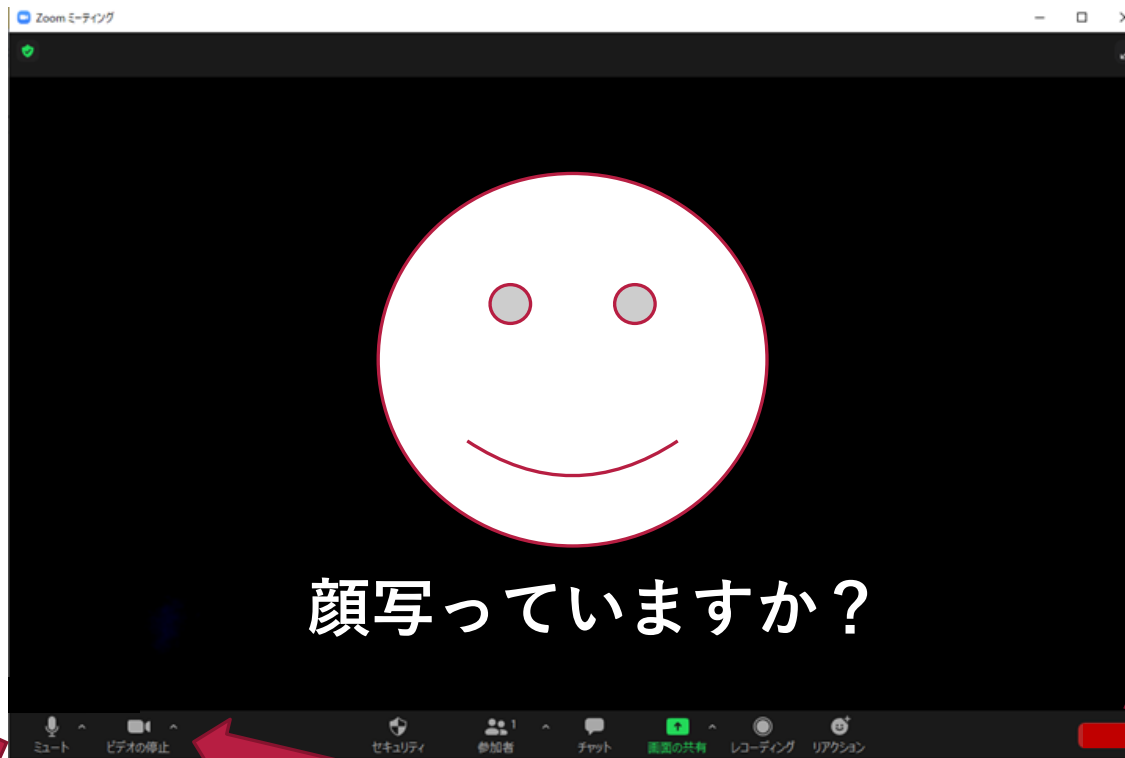 Zoom ミーティング
顔写っていますか？
ミュート
ビデオの停止
セキュリティ
1
参加者
チャット
画面の共有
レコーディング
リアクション